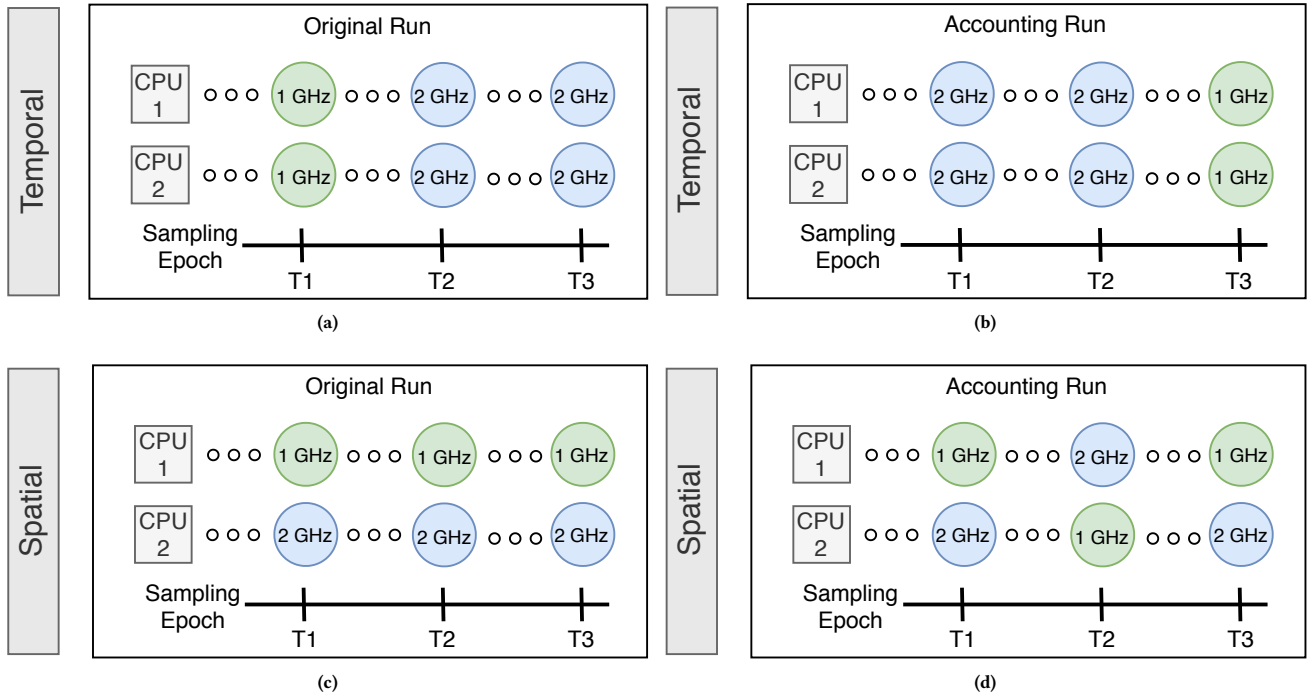 Temporal
Original Run
CPU
1
1 GHz
2 GHz
2 GHz
CPU
2
1 GHz
2 GHz
2 GHz
Sampling
Epoch
T1
T2
T3
(a)
Temporal
Accounting Run
CPU
1
2 GHz
2 GHz
1 GHz
CPU
2
2 GHz
2 GHz
1 GHz
Sampling
Epoch
T1
T2
T3
(b)
Spatial
Original Run
CPU
1
1 GHz
1 GHz
1 GHz
CPU
2
2 GHz
2 GHz
2 GHz
Sampling
Epoch
T1
T2
T3
(c)
Spatial
Accounting Run
CPU
1
1 GHz
2 GHz
1 GHz
CPU
2
2 GHz
1 GHz
2 GHz
Sampling
Epoch
T1
T2
T3
(d)